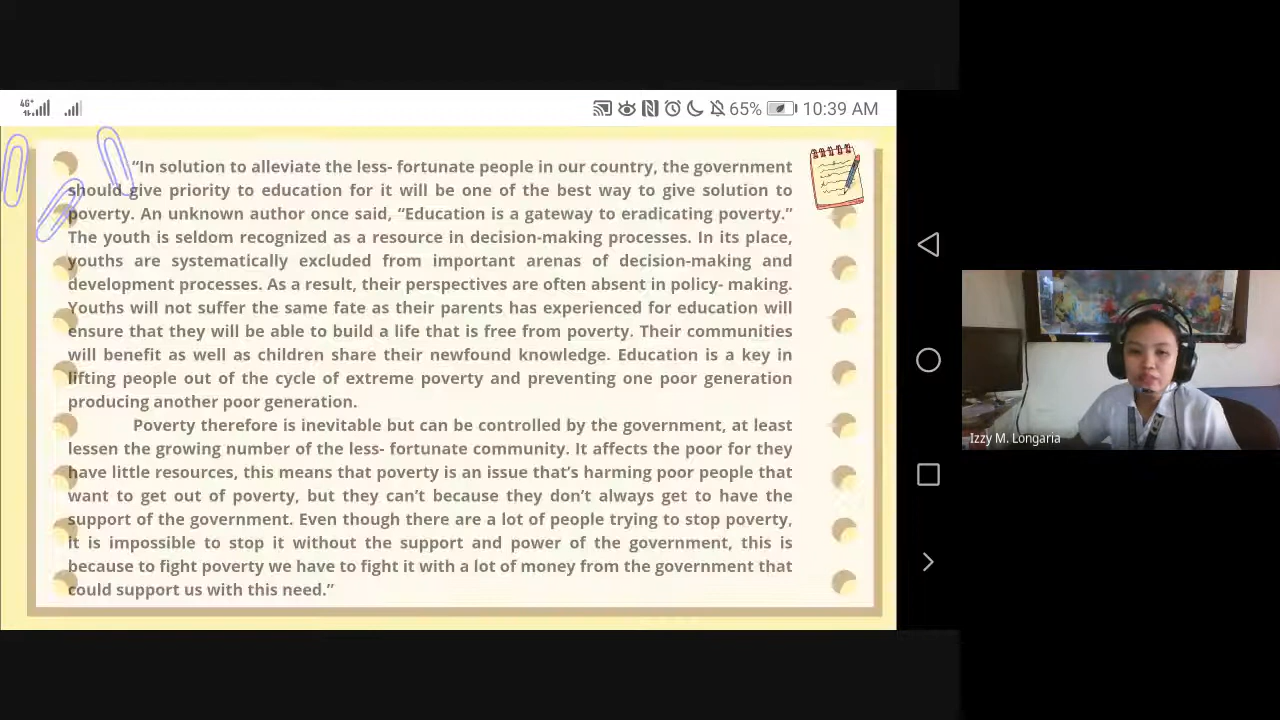 4G+ 65% 10:39 AM
“In solution to alleviate the less- fortunate people in our country, the government
should give priority to education for it will be one of the best way to give solution to
poverty. An unknown author once said, “Education is a gateway to eradicating poverty.”
The youth is seldom recognized as a resource in decision-making processes. In its place,
youths are systematically excluded from important arenas of decision-making and
development processes. As a result, their perspectives are often absent in policy- making.
Youths will not suffer the same fate as their parents has experienced for education will
ensure that they will be able to build a life that is free from poverty. Their communities
will benefit as well as children share their newfound knowledge. Education is a key in
lifting people out of the cycle of extreme poverty and preventing one poor generation
producing another poor generation.
Poverty therefore is inevitable but can be controlled by the government, at least
lessen the growing number of the less- fortunate community. It affects the poor for they
have little resources, this means that poverty is an issue that’s harming poor people that
want to get out of poverty, but they can’t because they don’t always get to have the
support of the government. Even though there are a lot of people trying to stop poverty,
it is impossible to stop it without the support and power of the government, this is
because to fight poverty we have to fight it with a lot of money from the government that
could support us with this need.”
Izzy M. Longaria